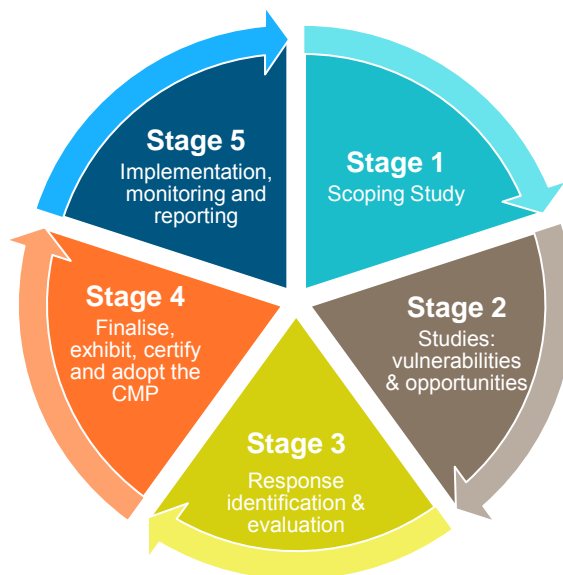 Stage 1
Scoping Study
Stage 2
Studies:
vulnerabilities
& opportunities
Stage 3
Response
identification &
evaluation
Stage 4
Finalise,
exhibit, certify
and adopt the
CMP
Stage 5
Implementation,
monitoring and
reporting